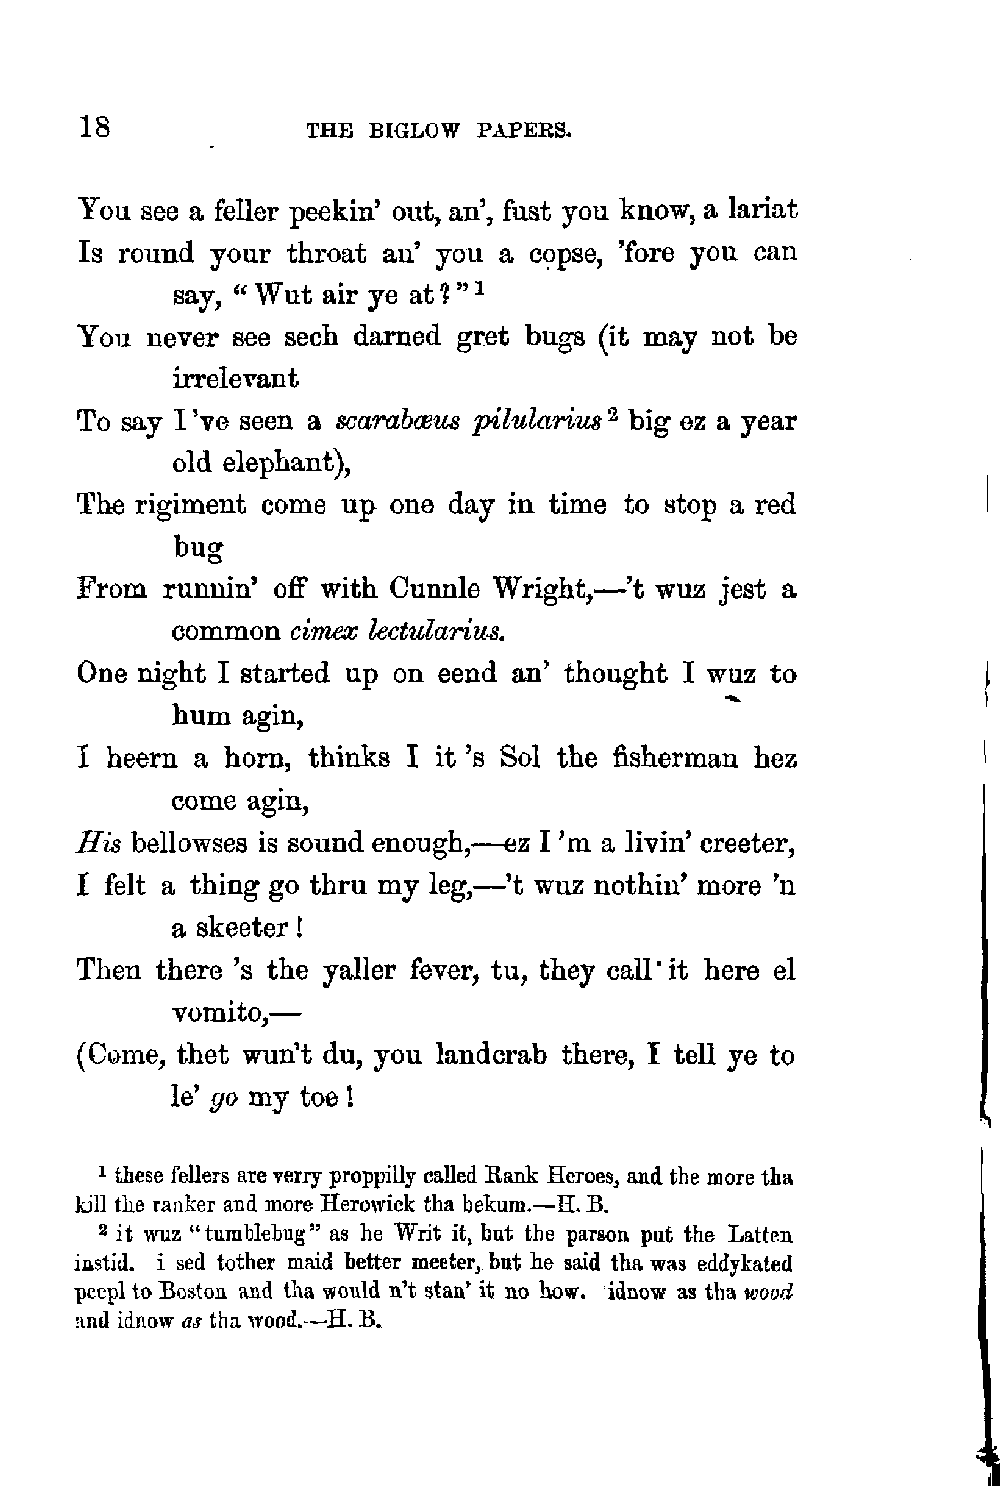 18 THE BIGLOW PAPERS.
You see a feller peekin' out, an', fust you know, a lariat
Is round your throat an' you a copse, 'fore you can
say, “Wut air ye at?”1
You never see sech darned gret bugs (it may not be
irrelevant
To say I 've seen a scarabœus pilularius2 big ez a year
old elephant),
The rigiment come up one day in time to stop a red
bug
From runnin' off with Cunnle Wright,—'t wuz jest a
common cimex lectularius.
One night I started up on eend an' thought I wuz to
hum agin,
I heern a horn, thinks I it 's Sol the fisherman hez
come agin,
His bellowses is sound enough,—ez I 'm a livin' creeter,
I felt a thing go thru my leg,—'t wuz nothin' more 'n
a skeeter!
Then there 's the yaller fever, tu, they call it here el
vomito,—
(Come, thet wun't du, you landcrab there, I tell ye to
le' go my toe!
1 these fellers are verry proppilly called Rank Heroes, and the more tha
kill the ranker and more Herowick tha bekum.—H. B.
2 it wuz “tumblebug” as he Writ it, but the parson put the Latten
instid. i sed tother maid better meeter, but he said tha was eddykated
peepl to Boston and tha would n't stan' it no how. idnow as tha wood
and idnow as tha wood.—H. B.